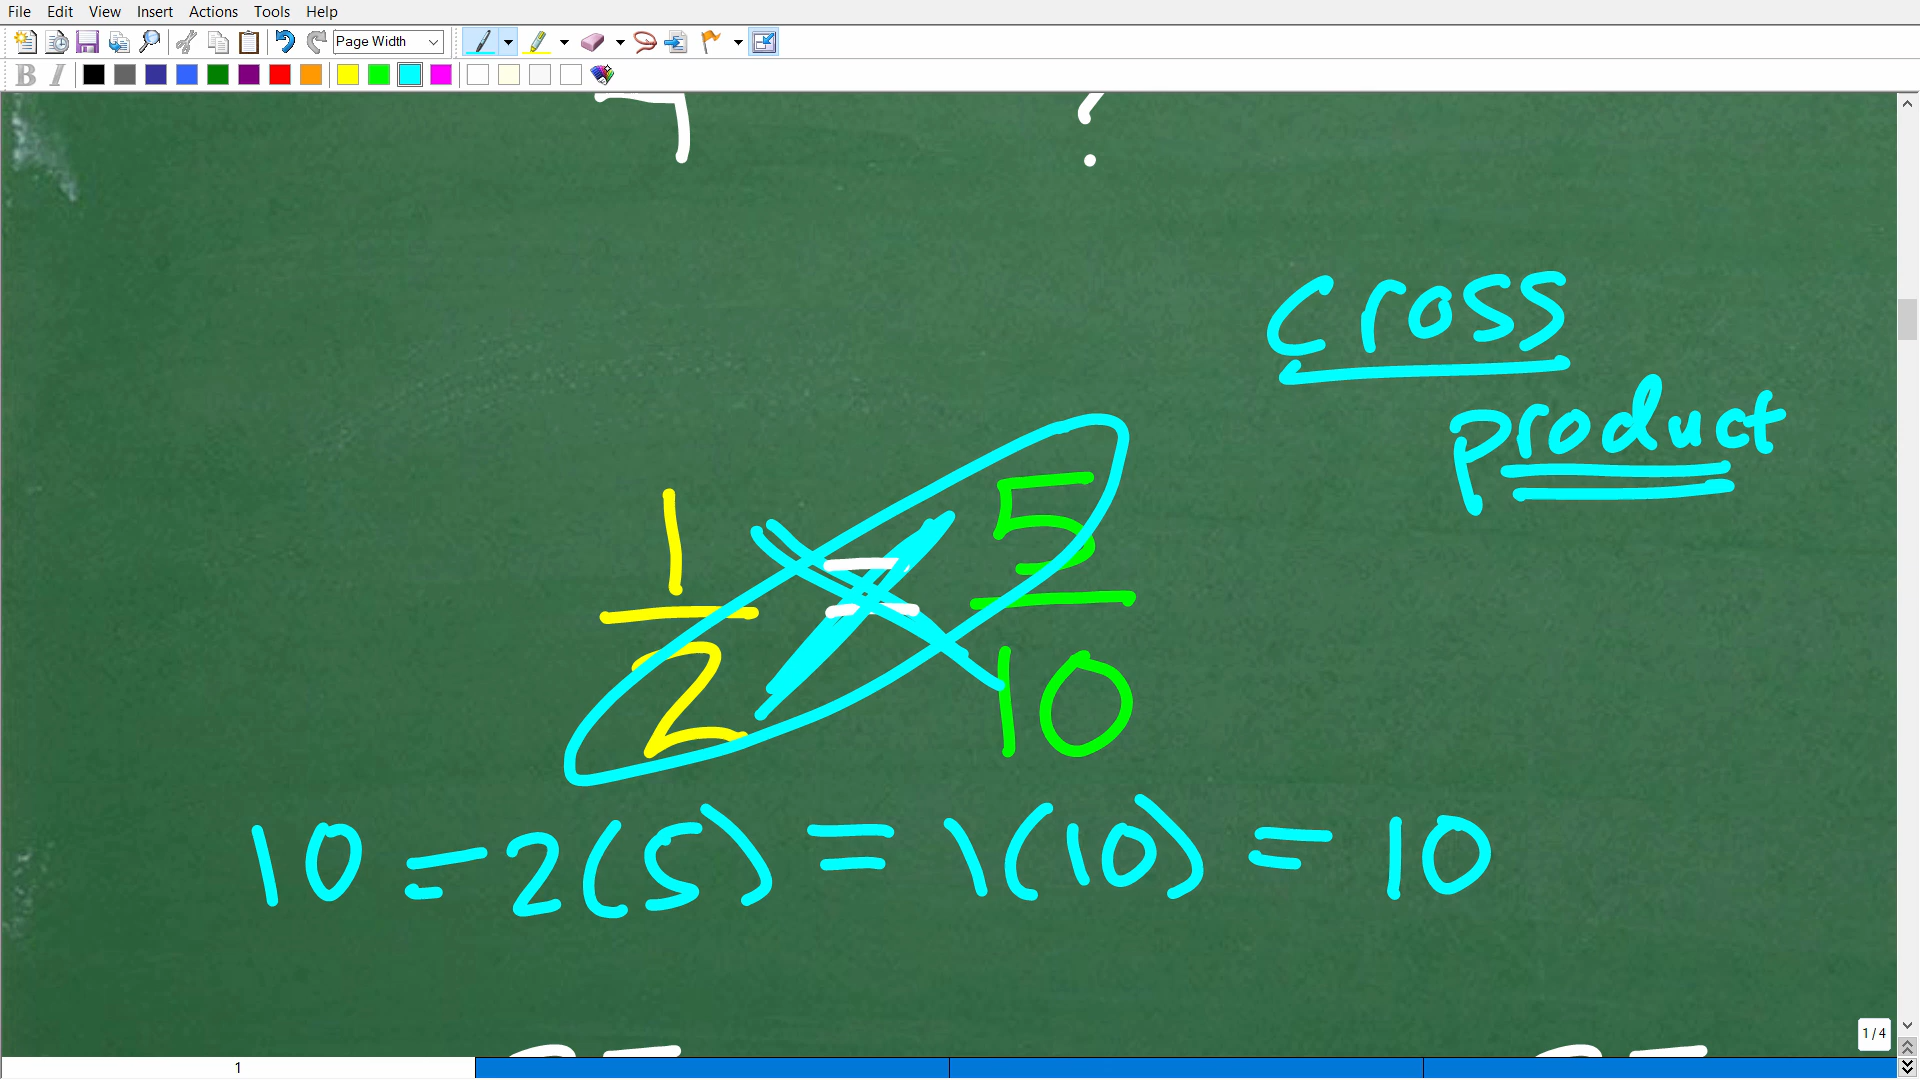 File Edit View Insert Actions Tools Help
Page Width
B I
?
cross
product
1 = 5
2 10
10 = 2(5) = 1(10) = 10
1/4
1